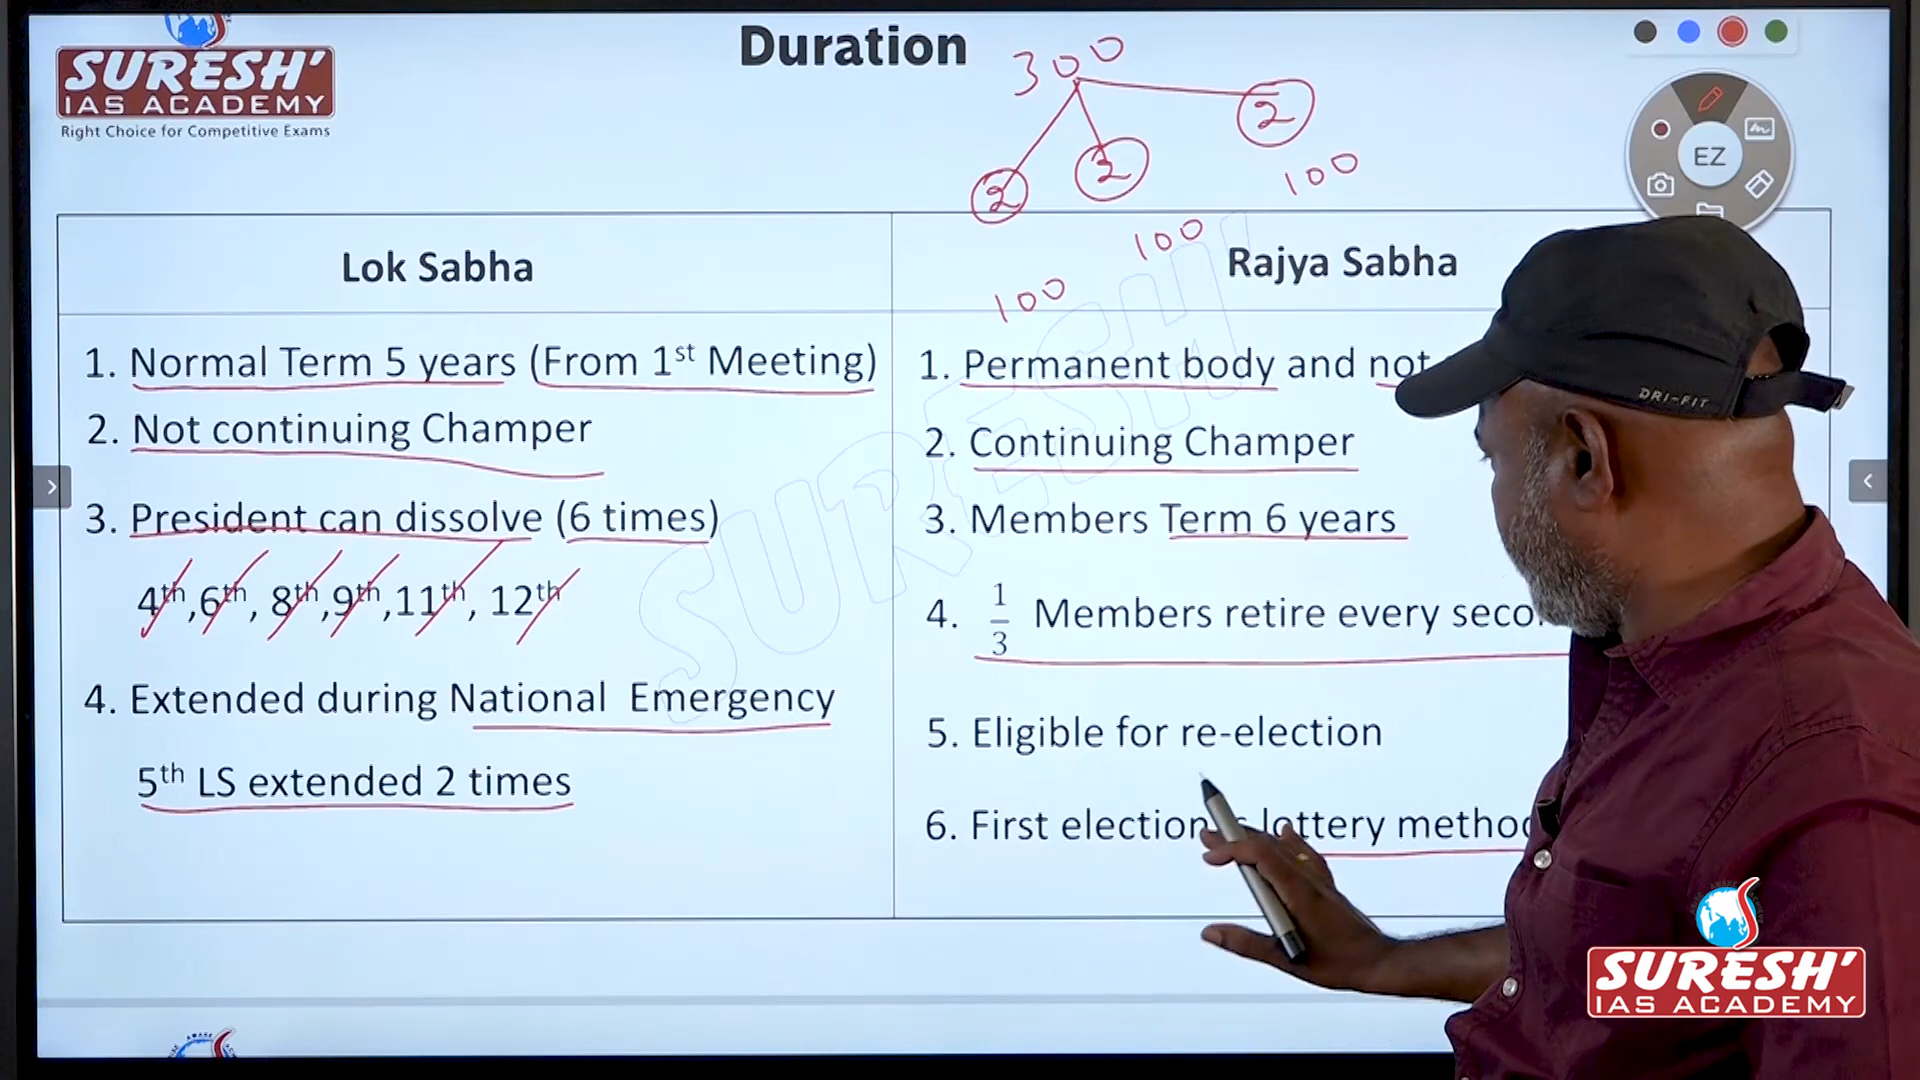 SURESH'
IAS ACADEMY
Right Choice for Competitive Exams
Duration
300
2
2
2
100
100
100
EZ
Lok Sabha
1. Normal Term 5 years (From 1st Meeting)
2. Not continuing Champer
3. President can dissolve (6 times)
4th,6th, 8th,9th,11th, 12th
4. Extended during National Emergency
5th LS extended 2 times
Rajya Sabha
1. Permanent body and not
2. Continuing Champer
3. Members Term 6 years
4. 1/3 Members retire every
5. Eligible for re-election
6. First election lottery
DRI-FIT
SURESH
SURESH'
IAS ACADEMY